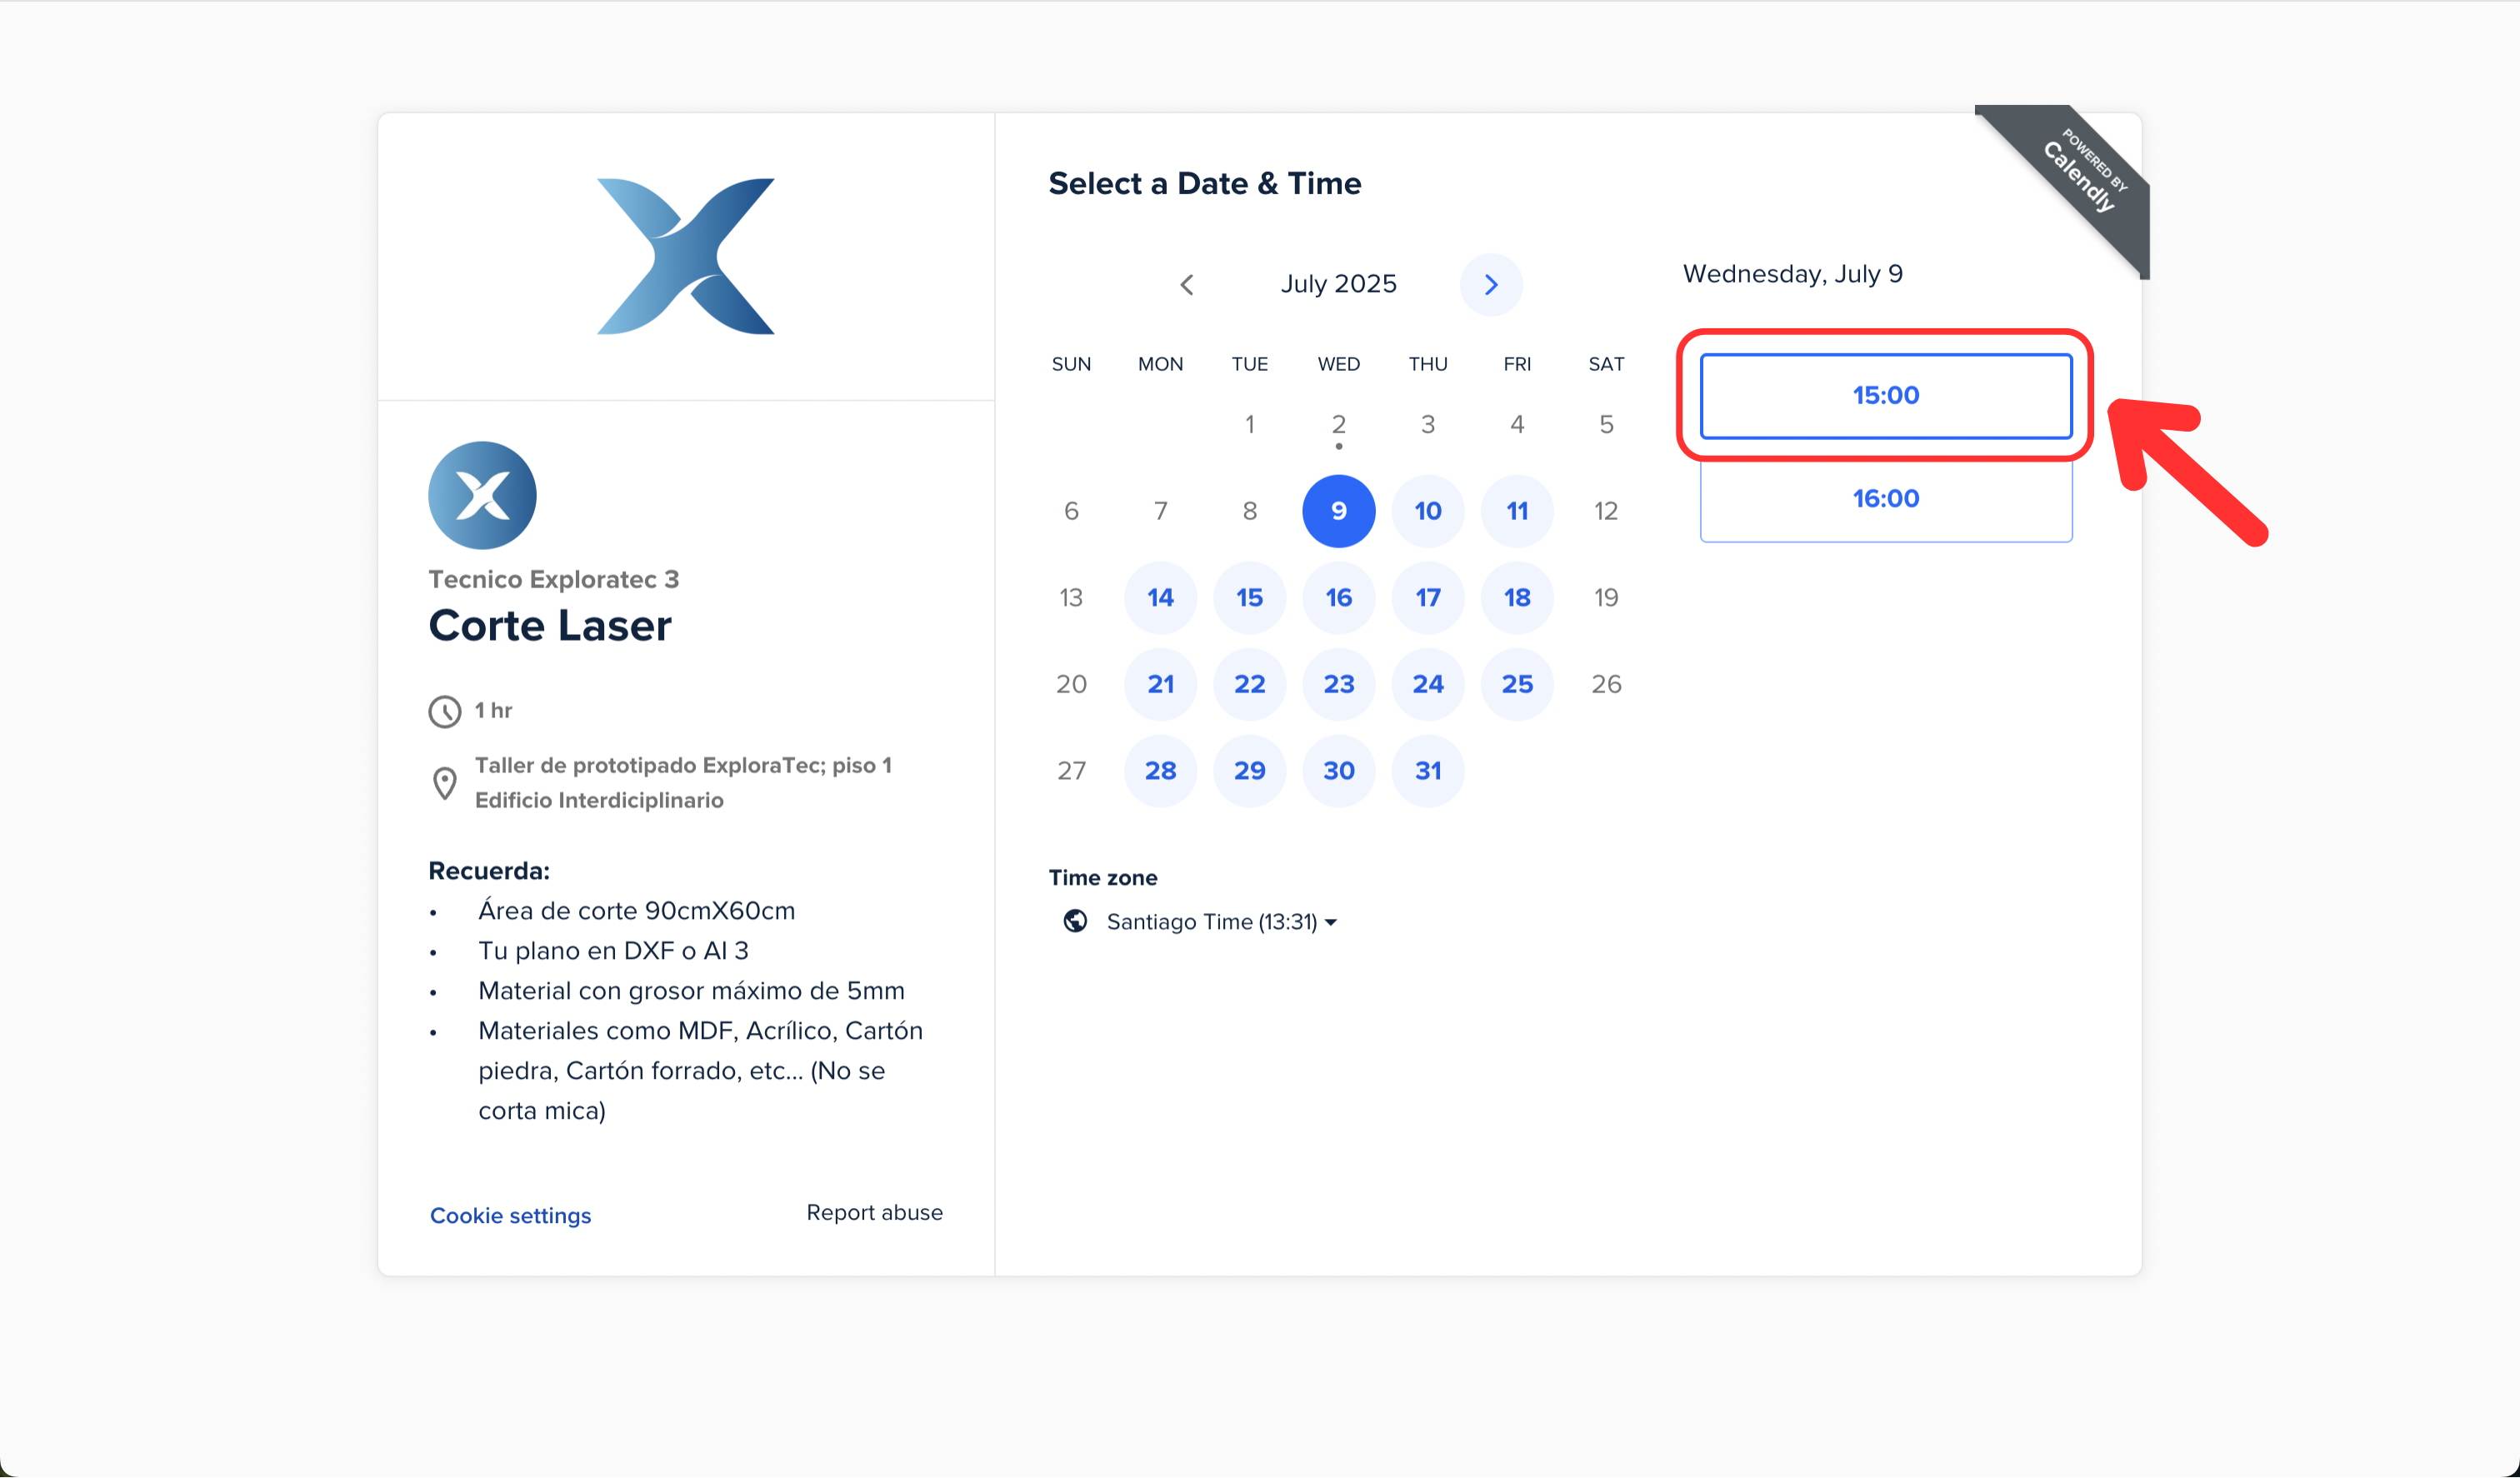 Tecnico Exploratec 3
Corte Laser
1 hr
Taller de prototipado ExploraTec; piso 1
Edificio Interdiciplinario
Recuerda:
• Área de corte 90cmX60cm
• Tu plano en DXF o AI 3
• Material con grosor máximo de 5mm
• Materiales como MDF, Acrílico, Cartón
piedra, Cartón forrado, etc... (No se
corta mica)
Cookie settings
Report abuse
Select a Date & Time
July 2025
SUN MON TUE WED THU FRI SAT
1 2 3 4 5
6 7 8 9 10 11 12
13 14 15 16 17 18 19
20 21 22 23 24 25 26
27 28 29 30 31
Time zone
Santiago Time (13:31)
Wednesday, July 9
15:00
16:00
POWERED BY
Calendly